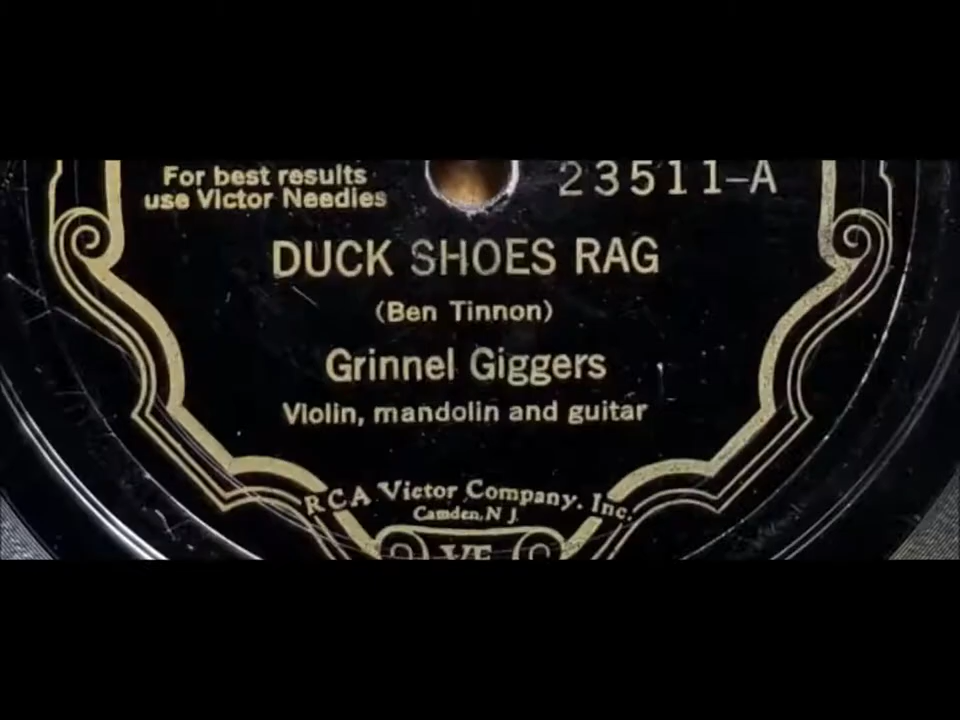 For best results
use Victor Needles
23511-A
DUCK SHOES RAG
(Ben Tinnon)
Grinnel Giggers
Violin, mandolin and guitar
RCA Victor Company, Inc.
Camden, N J.
VE